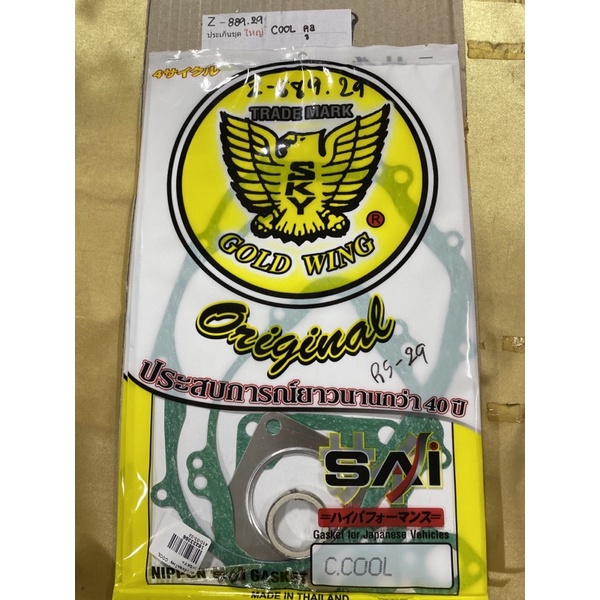 Z-889.29
ประเก็นชุด ใหญ่ COOL คูล
4サイクル
Z-889.29
TRADE MARK
SKY
GOLD WING
®
Original
RS-29
ประสบการณ์ยาวนานกว่า 40 ปี
SAi
=ハイパフォーマンス=
Gasket for Japanese Vehicles
C.COOL
NIPPON GASKET
MADE IN THAILAND